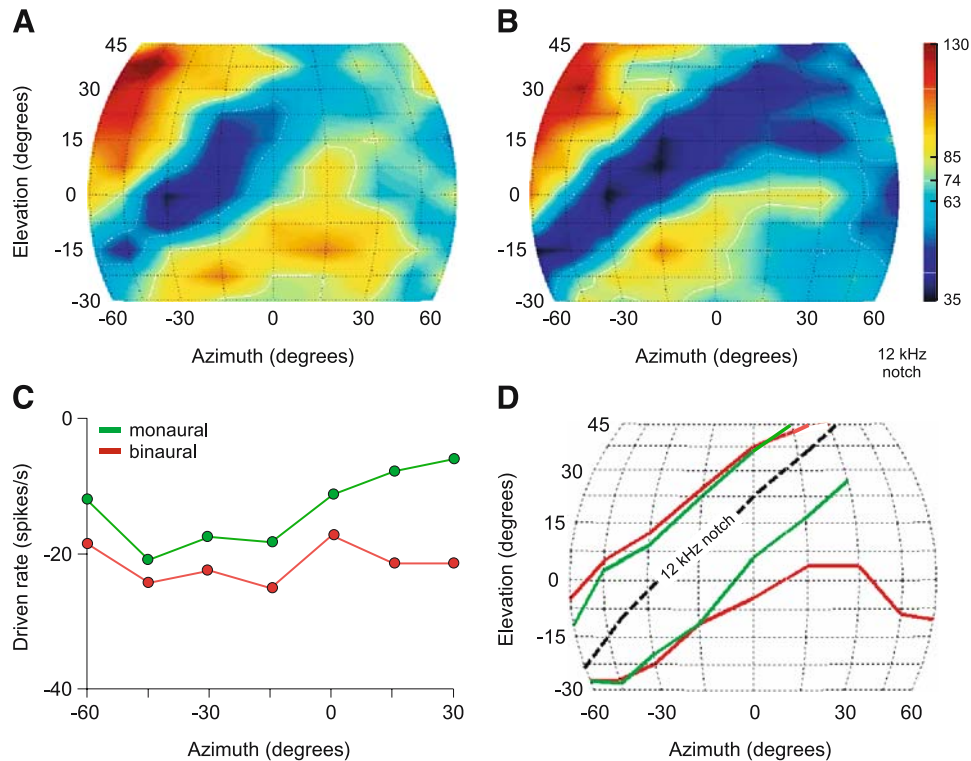 A
B
45
30
15
0
-15
-30
Elevation (degrees)
-60 -30 0 30 60
Azimuth (degrees)
45
30
15
0
-15
-30
-60 -30 0 30 60
Azimuth (degrees)
130
85
74
63
35
12 kHz
notch
C
D
0
-20
-40
Driven rate (spikes/s)
monaural
binaural
-60 -30 0 30
Azimuth (degrees)
45
30
15
0
-15
-30
Elevation (degrees)
12 kHz notch
-60 -30 0 30 60
Azimuth (degrees)